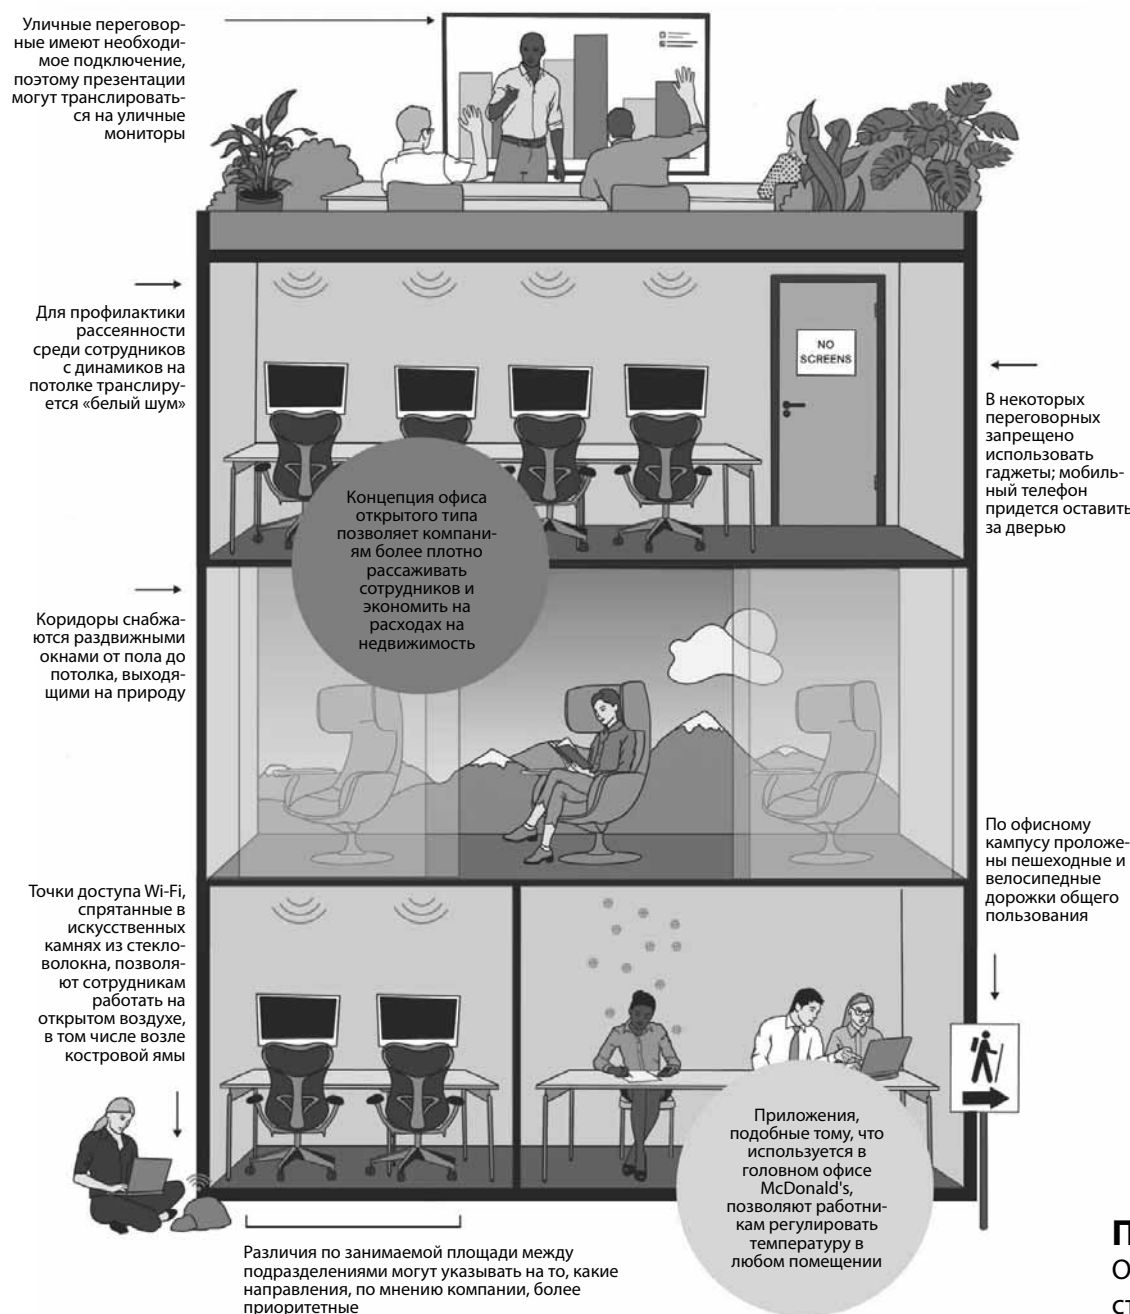 Уличные переговор-
ные имеют необходи-
мое подключение,
поэтому презентации
могут транслировать-
ся на уличные
мониторы
Для профилактики
рассеянности
среди сотрудников
с динамиков на
потолке транслиру-
ется «белый шум»
NO
SCREENS
В некоторых
переговорных
запрещено
использовать
гаджеты; мобиль-
ный телефон
придется оставить
за дверью
Концепция офиса
открытого типа
позволяет компани-
ям более плотно
рассаживать
сотрудников и
экономить на
расходах на
недвижимость
Коридоры снабжа-
ются раздвижными
окнами от пола до
потолка, выходя-
щими на природу
По офисному
кампусу проложе-
ны пешеходные и
велосипедные
дорожки общего
пользования
Точки доступа Wi-Fi,
спрятанные в
искусственных
камнях из стекло-
волокна, позволя-
ют сотрудникам
работать на
открытом воздухе,
в том числе возле
костровой ямы
Приложения,
подобные тому, что
используется в
головном офисе
McDonald's,
позволяют работни-
кам регулировать
температуру в
любом помещении
Различия по занимаемой площади между
подразделениями могут указывать на то, какие
направления, по мнению компании, более
приоритетные